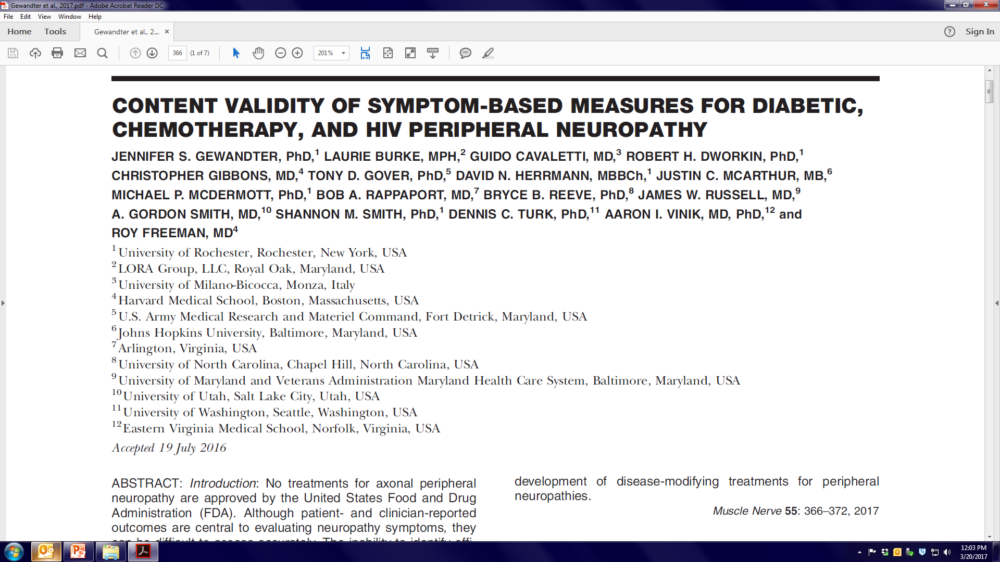 Gewandter et al., 2017.pdf - Adobe Acrobat Reader DC
File Edit View Window Help
Home Tools Gewandter et al., 2... × ? Sign In
366 (1 of 7) 201%
CONTENT VALIDITY OF SYMPTOM-BASED MEASURES FOR DIABETIC,
CHEMOTHERAPY, AND HIV PERIPHERAL NEUROPATHY
JENNIFER S. GEWANDTER, PhD,1 LAURIE BURKE, MPH,2 GUIDO CAVALETTI, MD,3 ROBERT H. DWORKIN, PhD,1
CHRISTOPHER GIBBONS, MD,4 TONY D. GOVER, PhD,5 DAVID N. HERRMANN, MBBCh,1 JUSTIN C. MCARTHUR, MB,6
MICHAEL P. MCDERMOTT, PhD,1 BOB A. RAPPAPORT, MD,7 BRYCE B. REEVE, PhD,8 JAMES W. RUSSELL, MD,9
A. GORDON SMITH, MD,10 SHANNON M. SMITH, PhD,1 DENNIS C. TURK, PhD,11 AARON I. VINIK, MD, PhD,12 and
ROY FREEMAN, MD4
1 University of Rochester, Rochester, New York, USA
2 LORA Group, LLC, Royal Oak, Maryland, USA
3 University of Milano-Bicocca, Monza, Italy
4 Harvard Medical School, Boston, Massachusetts, USA
5 U.S. Army Medical Research and Materiel Command, Fort Detrick, Maryland, USA
6 Johns Hopkins University, Baltimore, Maryland, USA
7 Arlington, Virginia, USA
8 University of North Carolina, Chapel Hill, North Carolina, USA
9 University of Maryland and Veterans Administration Maryland Health Care System, Baltimore, Maryland, USA
10 University of Utah, Salt Lake City, Utah, USA
11 University of Washington, Seattle, Washington, USA
12 Eastern Virginia Medical School, Norfolk, Virginia, USA
Accepted 19 July 2016
ABSTRACT: Introduction: No treatments for axonal peripheral
neuropathy are approved by the United States Food and Drug
Administration (FDA). Although patient- and clinician-reported
outcomes are central to evaluating neuropathy symptoms, they
can be difficult to assess accurately. The inability to identify effi-
development of disease-modifying treatments for peripheral
neuropathies.
Muscle Nerve 55: 366–372, 2017
12:03 PM
3/20/2017